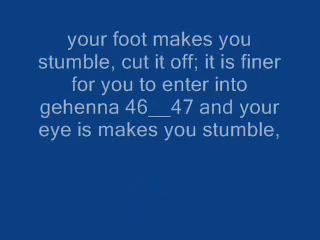 your foot makes you
stumble, cut it off; it is finer
for you to enter into
gehenna 46__47 and your
eye is makes you stumble,